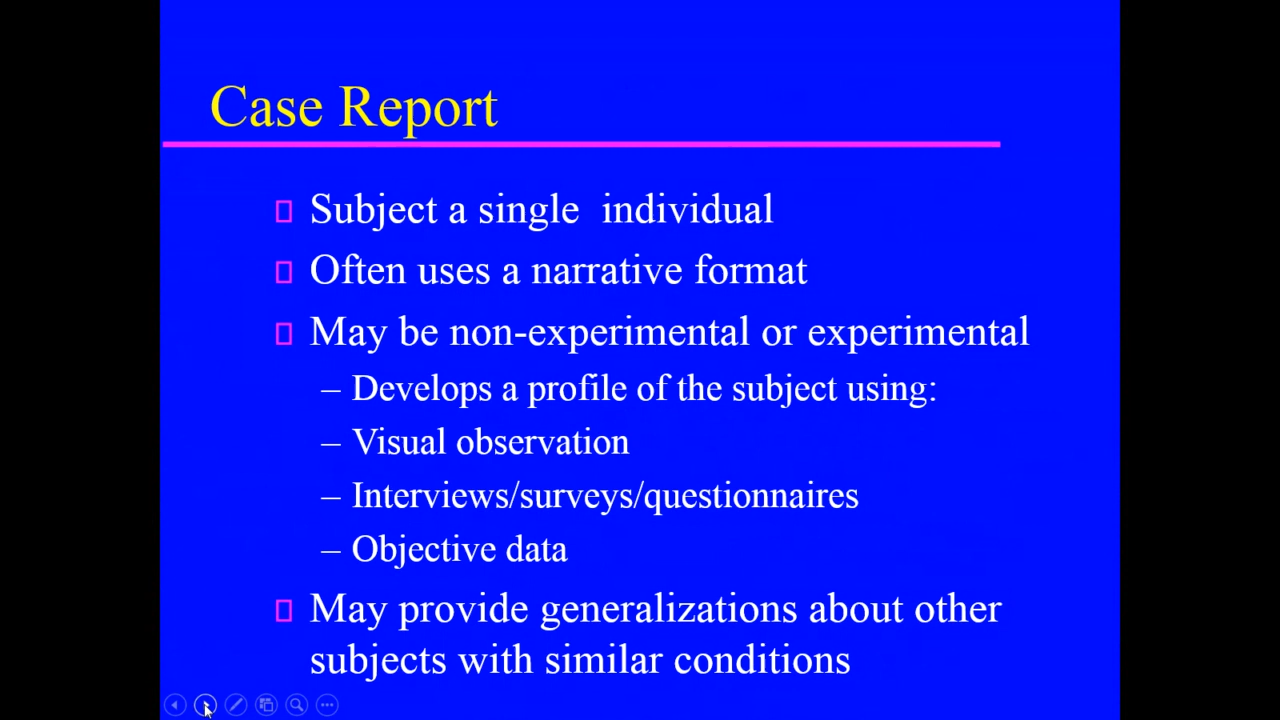 Case Report
Subject a single  individual
Often uses a narrative format
May be non-experimental or experimental
– Develops a profile of the subject using:
– Visual observation
– Interviews/surveys/questionnaires
– Objective data
May provide generalizations about other
subjects with similar conditions